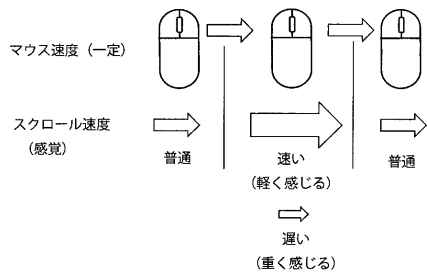 マウス速度（一定）
スクロール速度
（感覚）
普通
速い
（軽く感じる）
普通
遅い
（重く感じる）